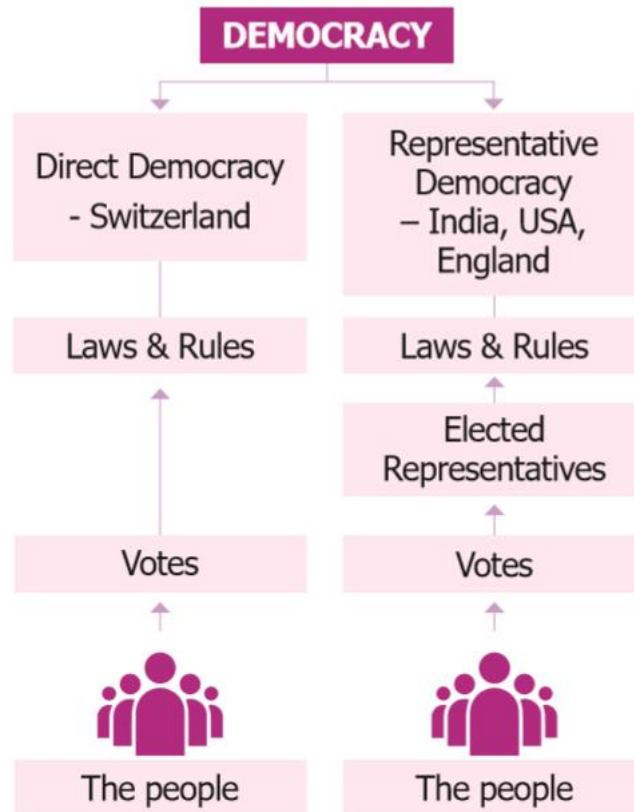 DEMOCRACY
Direct Democracy
- Switzerland
Laws & Rules
Votes
The people
Representative
Democracy
– India, USA,
England
Laws & Rules
Elected
Representatives
Votes
The people